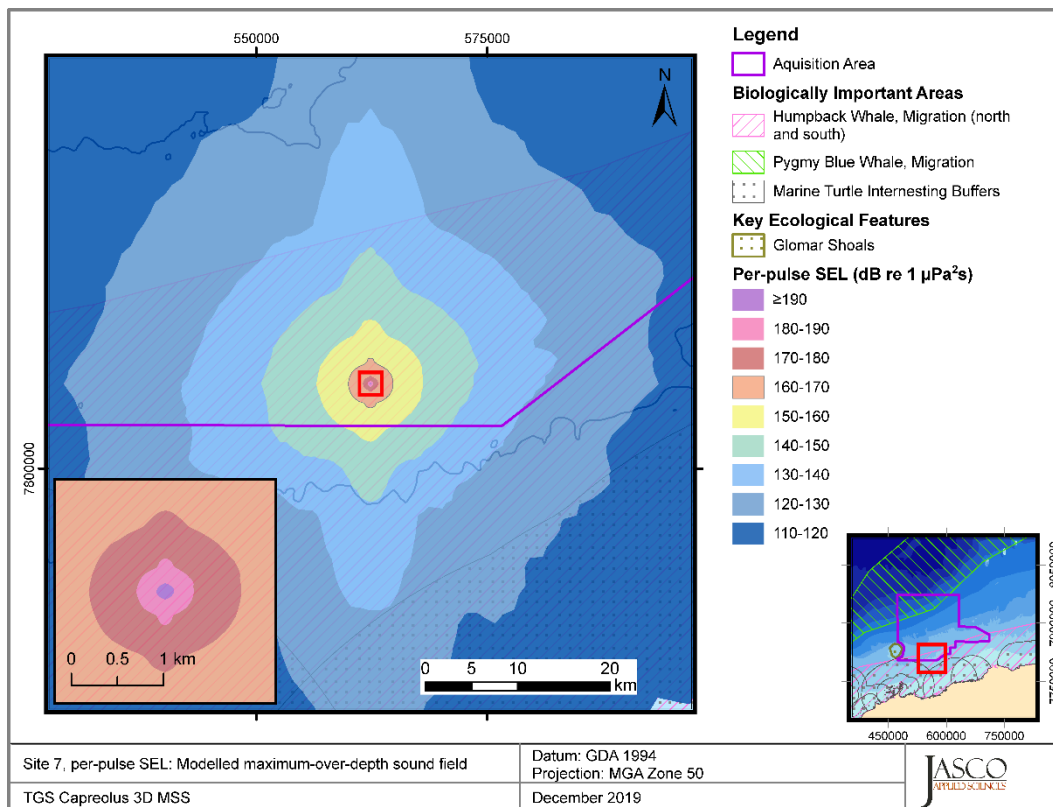 550000 575000
N
7800000
0 0.5 1 km
0 5 10 20
km
Legend
Aquisition Area
Biologically Important Areas
Humpback Whale, Migration (north
and south)
Pygmy Blue Whale, Migration
Marine Turtle Internesting Buffers
Key Ecological Features
Glomar Shoals
Per-pulse SEL (dB re 1 µPa²s)
≥190
180-190
170-180
160-170
150-160
140-150
130-140
120-130
110-120
450000 600000 750000
7750000
Site 7, per-pulse SEL: Modelled maximum-over-depth sound field
Datum: GDA 1994
Projection: MGA Zone 50
TGS Capreolus 3D MSS
December 2019
JASCO
APPLIED SCIENCES